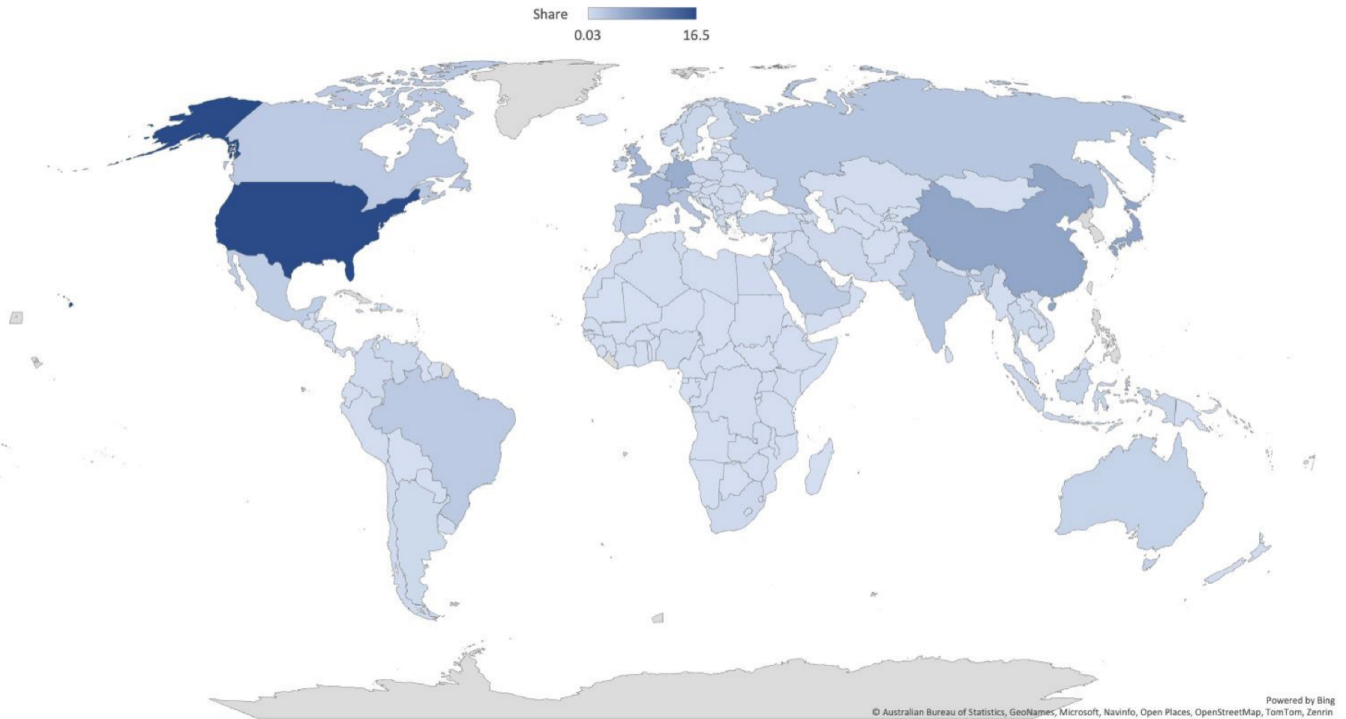 Share
0.03 16.5
Powered by Bing
© Australian Bureau of Statistics, GeoNames, Microsoft, Navinfo, Open Places, OpenStreetMap, TomTom, Zenrin